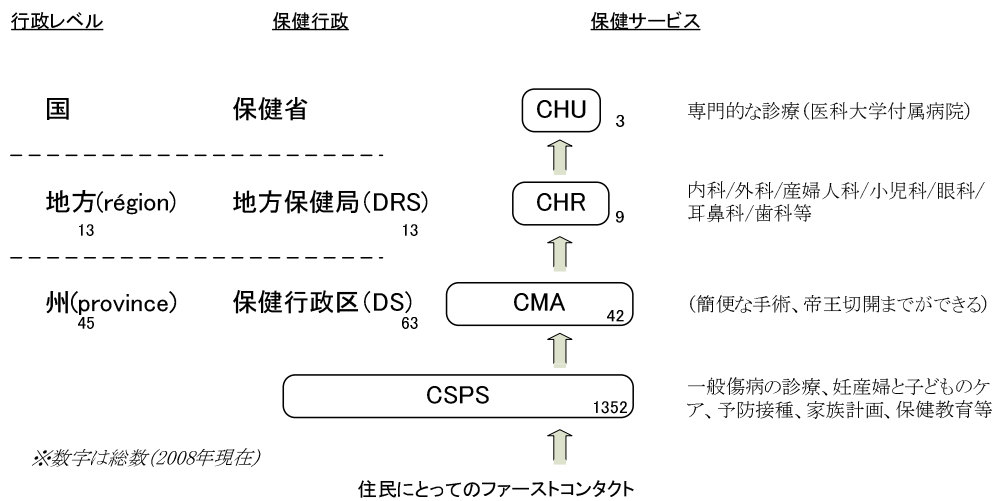 行政レベル 保健行政 保健サービス
国 保健省 CHU 3 専門的な診療(医科大学付属病院)
地方(région) 13 地方保健局(DRS) 13 CHR 9 内科/外科/産婦人科/小児科/眼科/
耳鼻科/歯科等
州(province) 45 保健行政区(DS) 63 CMA 42 (簡便な手術、帝王切開までができる)
CSPS 1352 一般傷病の診療、妊産婦と子どものケ
ア、予防接種、家族計画、保健教育等
※数字は総数(2008年現在)
住民にとってのファーストコンタクト